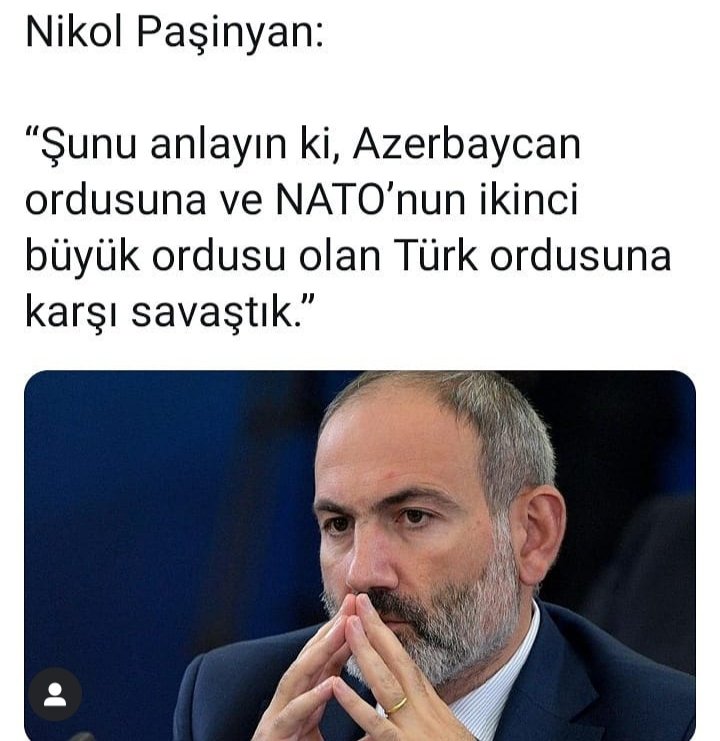 Nikol Paşinyan:
“Şunu anlayın ki, Azerbaycan
ordusuna ve NATO’nun ikinci
büyük ordusu olan Türk ordusuna
karşı savaştık.”